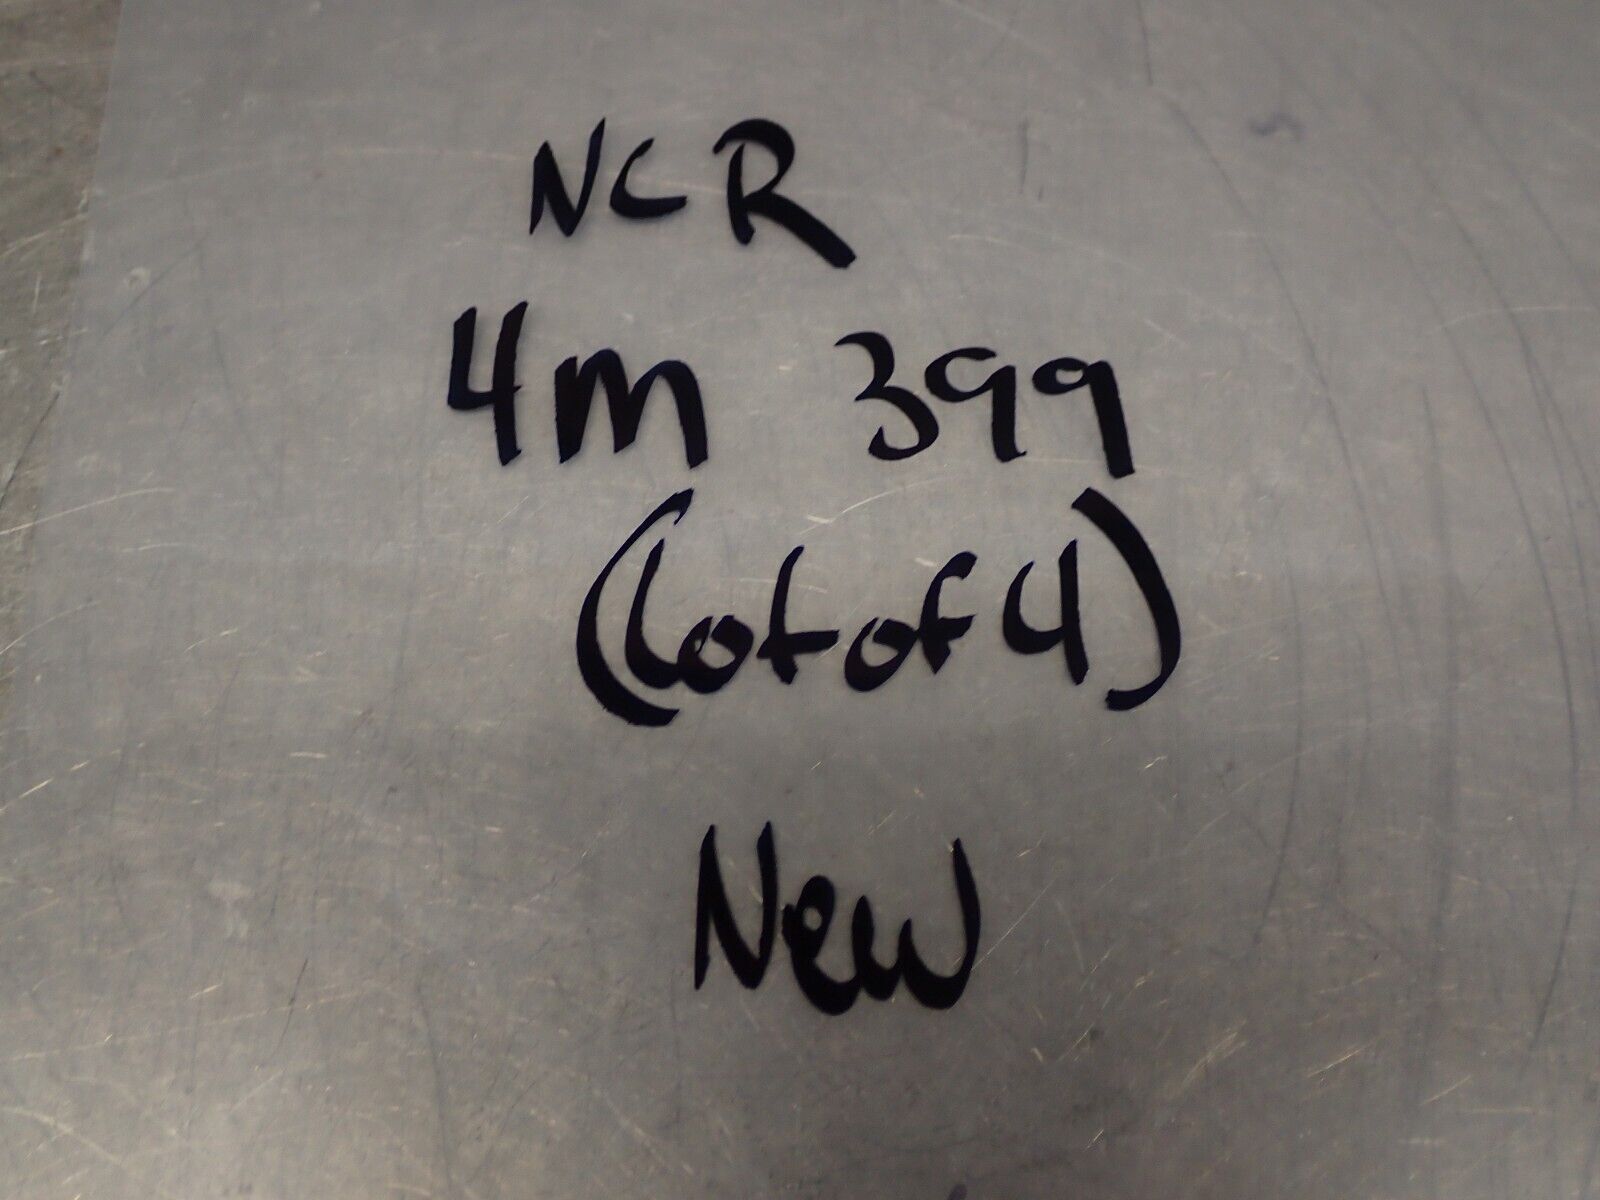 NCR
4m 399
(Lot of 4)
New